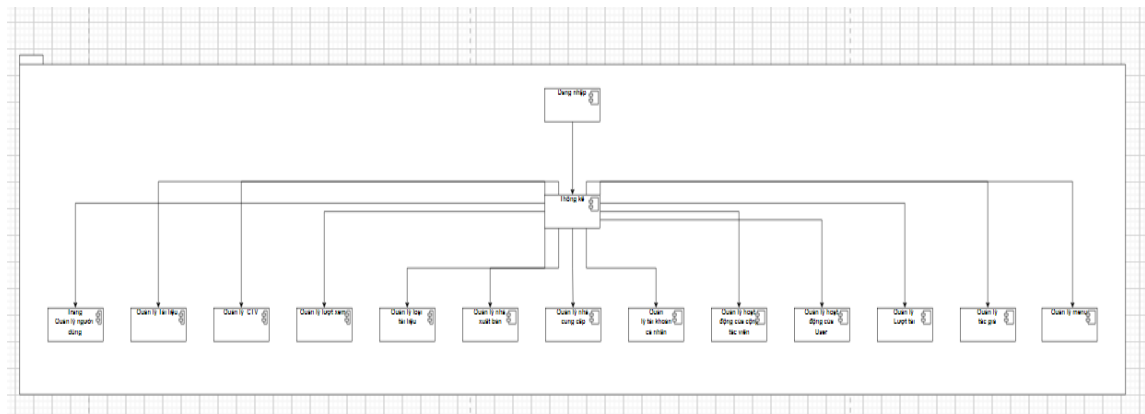 Đăng nhập
Thống kê
Trang
Quản lý người
dùng
Quản lý Tài liệu
Quản lý CTV
Quản lý lượt xem
Quản lý loại
tài liệu
Quản lý nhà
xuất bản
Quản lý nhà
cung cấp
Quản
lý tài khoản
cá nhân
Quản lý hoạt
động của cộng
tác viên
Quản lý hoạt
động của
User
Quản lý
Lượt tải
Quản lý
tác giả
Quản lý menu